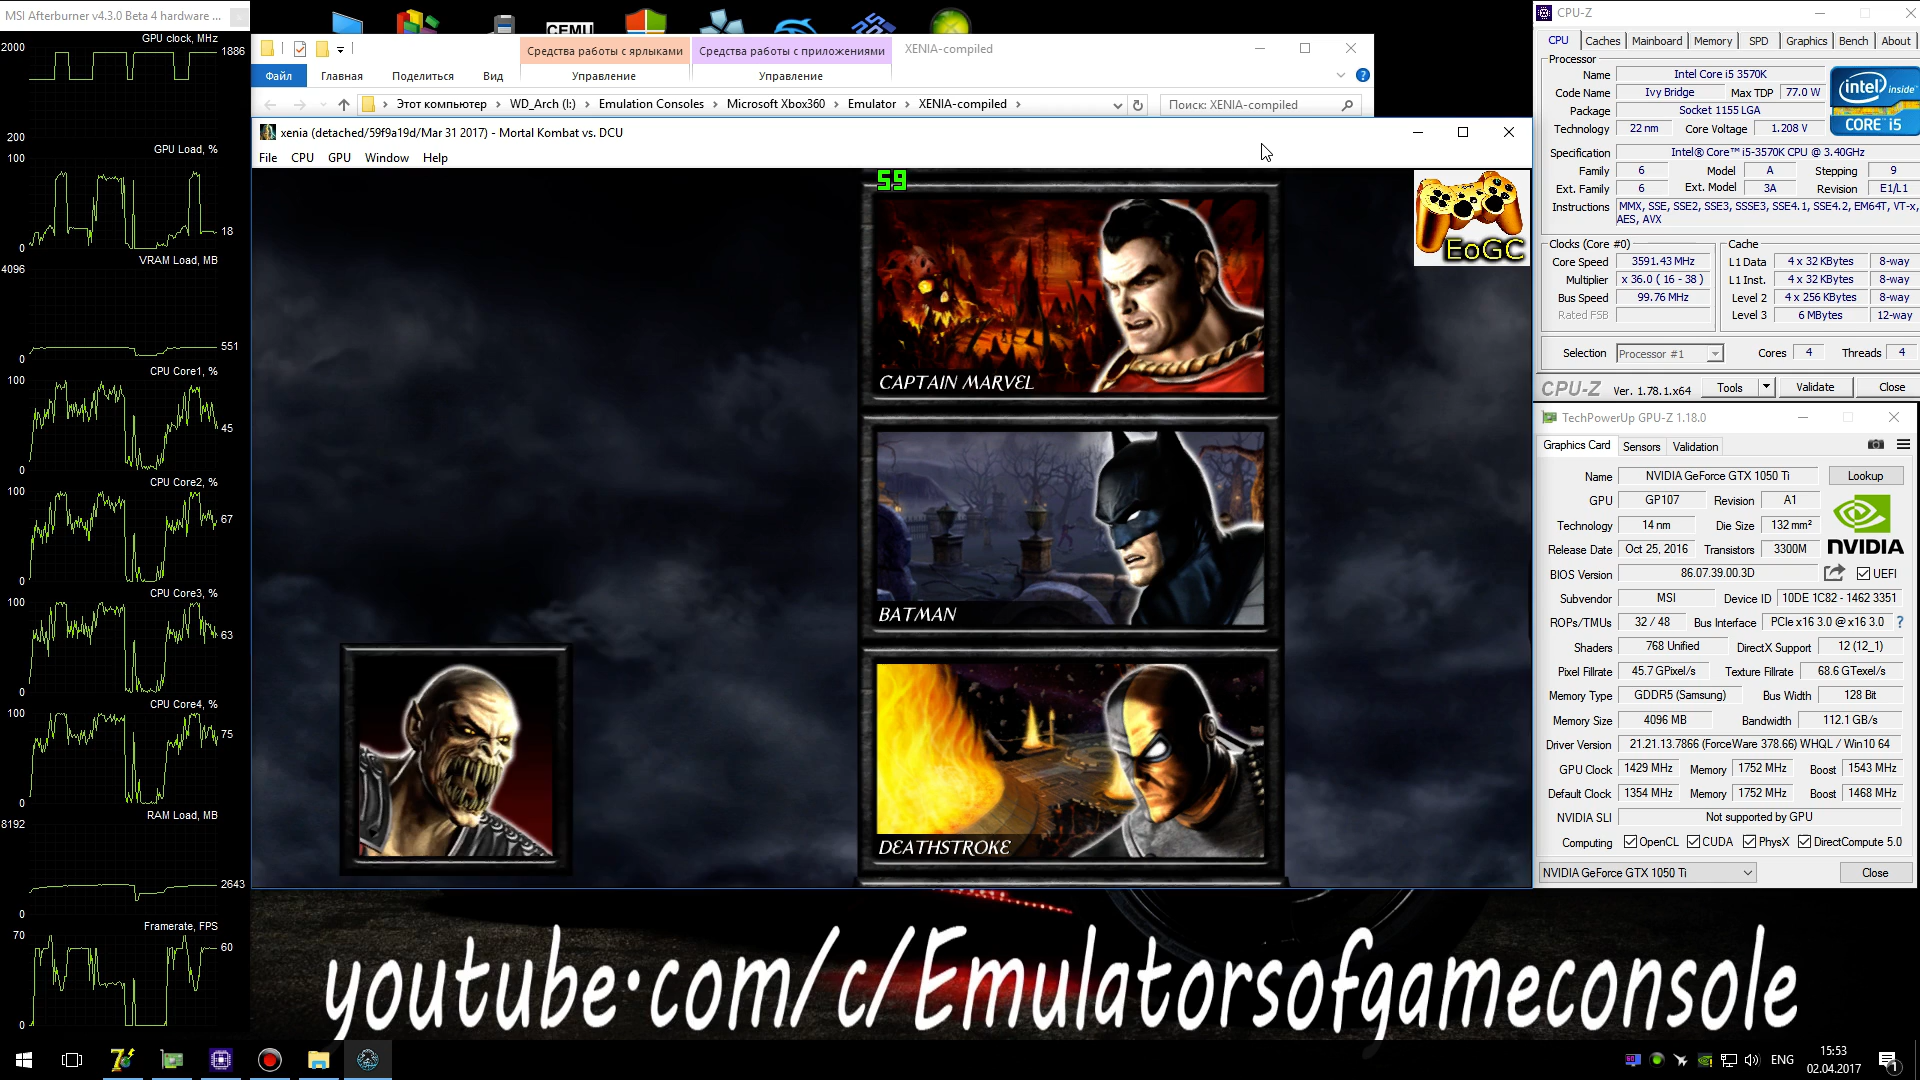 MSI Afterburner v4.3.0 Beta 4 hardware ...
GPU clock, MHz
2000
1886
200
GPU Load, %
100
18
0
VRAM Load, MB
4096
551
0
CPU Core1, %
100
45
0
CPU Core2, %
100
67
0
CPU Core3, %
100
63
0
CPU Core4, %
100
75
0
RAM Load, MB
8192
2643
0
Framerate, FPS
70
60
0
CEMU
Средства работы с ярлыками
Средства работы с приложениями
XENIA-compiled
Файл
Главная
Поделиться
Вид
Управление
Управление
Этот компьютер > WD_Arch (I:) > Emulation Consoles > Microsoft Xbox360 > Emulator > XENIA-compiled >
Поиск: XENIA-compiled
xenia (detached/59f9a19d/Mar 31 2017) - Mortal Kombat vs. DCU
File CPU GPU Window Help
59
EoGC
CAPTAIN MARVEL
BATMAN
DEATHSTROKE
youtube.com/c/Emulatorsofgameconsole
CPU-Z
CPU Caches Mainboard Memory SPD Graphics Bench About
Processor
Name Intel Core i5 3570K
Code Name Ivy Bridge Max TDP 77.0 W
Package Socket 1155 LGA
Technology 22 nm Core Voltage 1.208 V
intel inside™
CORE i5
Specification Intel® Core™ i5-3570K CPU @ 3.40GHz
Family 6 Model A Stepping 9
Ext. Family 6 Ext. Model 3A Revision E1/L1
Instructions MMX, SSE, SSE2, SSE3, SSSE3, SSE4.1, SSE4.2, EM64T, VT-x,
AES, AVX
Clocks (Core #0)
Core Speed 3591.43 MHz
Multiplier x 36.0 ( 16 - 38 )
Bus Speed 99.76 MHz
Rated FSB
Cache
L1 Data 4 x 32 KBytes 8-way
L1 Inst. 4 x 32 KBytes 8-way
Level 2 4 x 256 KBytes 8-way
Level 3 6 MBytes 12-way
Selection Processor #1 Cores 4 Threads 4
CPU-Z Ver. 1.78.1.x64 Tools Validate Close
TechPowerUp GPU-Z 1.18.0
Graphics Card Sensors Validation
Name NVIDIA GeForce GTX 1050 Ti Lookup
GPU GP107 Revision A1
Technology 14 nm Die Size 132 mm²
Release Date Oct 25, 2016 Transistors 3300M
NVIDIA
BIOS Version 86.07.39.00.3D UEFI
Subvendor MSI Device ID 10DE 1C82 - 1462 3351
ROPs/TMUs 32 / 48 Bus Interface PCIe x16 3.0 @ x16 3.0 ?
Shaders 768 Unified DirectX Support 12 (12_1)
Pixel Fillrate 45.7 GPixel/s Texture Fillrate 68.6 GTexel/s
Memory Type GDDR5 (Samsung) Bus Width 128 Bit
Memory Size 4096 MB Bandwidth 112.1 GB/s
Driver Version 21.21.13.7866 (ForceWare 378.66) WHQL / Win10 64
GPU Clock 1429 MHz Memory 1752 MHz Boost 1543 MHz
Default Clock 1354 MHz Memory 1752 MHz Boost 1468 MHz
NVIDIA SLI Not supported by GPU
Computing OpenCL CUDA PhysX DirectCompute 5.0
NVIDIA GeForce GTX 1050 Ti Close
ENG
15:53
02.04.2017
1